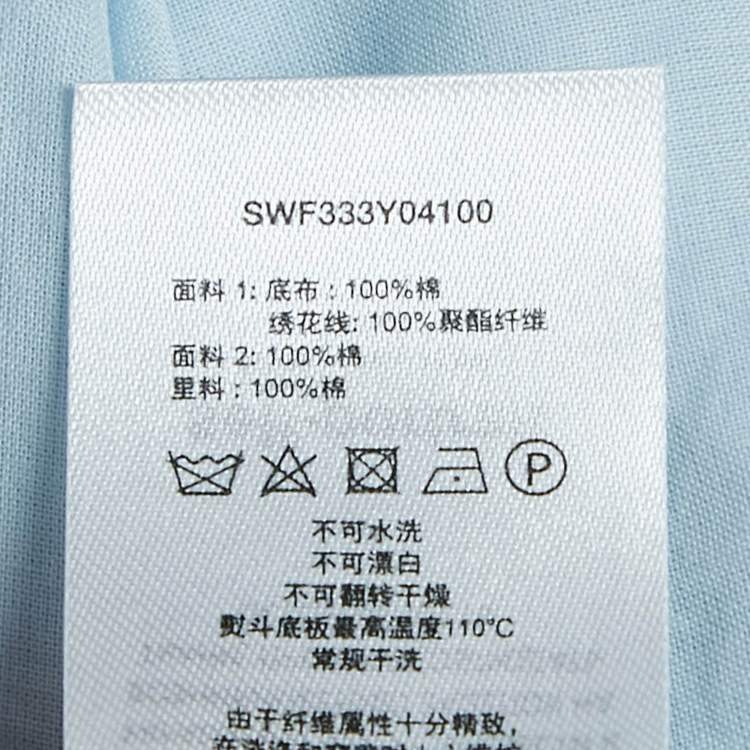 SWF333Y04100
面料 1: 底布 : 100%棉
绣花线: 100%聚酯纤维
面料 2: 100%棉
里料 : 100%棉
P
不可水洗
不可漂白
不可翻转干燥
熨斗底板最高温度110℃
常规干洗
由于纤维属性十分精致,